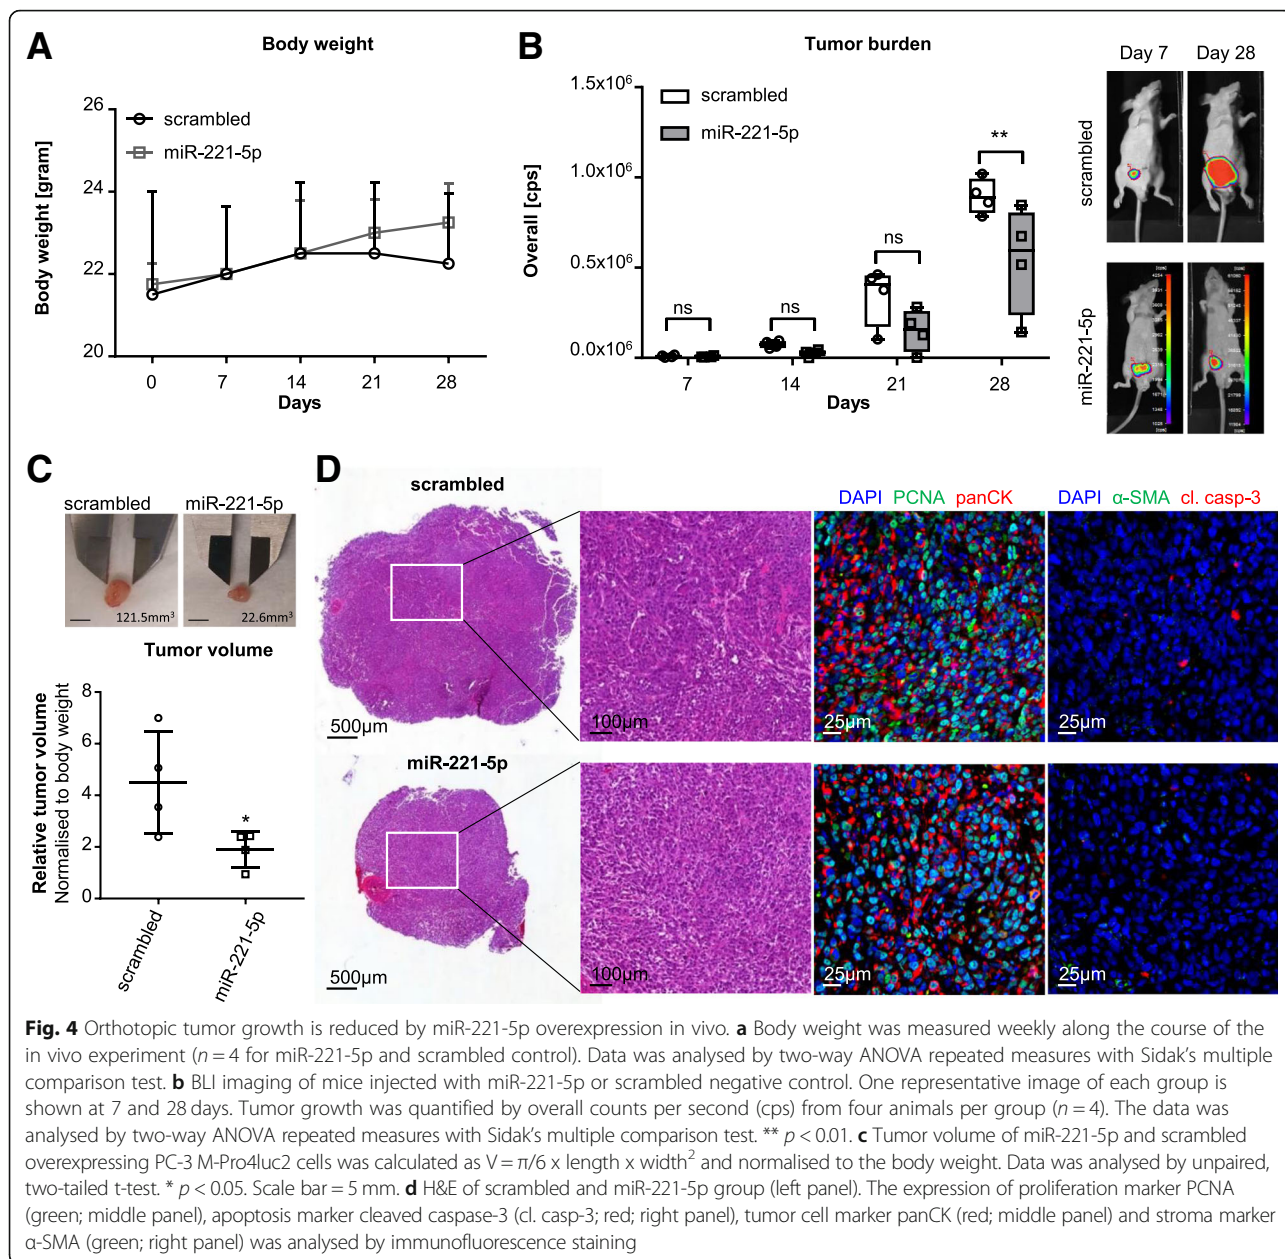 A
Body weight
Body weight [gram]
26
24
22
20
scrambled
miR-221-5p
0 7 14 21 28
Days
B
Tumor burden
Overall [cps]
1.5x10⁶
1.0x10⁶
0.5x10⁶
0.0x10⁶
scrambled
miR-221-5p
ns
ns
ns
**
7 14 21 28
Days
Day 7 Day 28
scrambled
miR-221-5p
C
scrambled miR-221-5p
121.5mm³
22.6mm³
Tumor volume
Relative tumor volume
Normalised to body weight
8
6
4
2
0
*
scrambled
miR-221-5p
D
scrambled
500µm
100µm
DAPI PCNA panCK
25µm
DAPI α-SMA cl. casp-3
25µm
miR-221-5p
500µm
100µm
25µm
25µm
Fig. 4 Orthotopic tumor growth is reduced by miR-221-5p overexpression in vivo. a Body weight was measured weekly along the course of the
in vivo experiment (n = 4 for miR-221-5p and scrambled control). Data was analysed by two-way ANOVA repeated measures with Sidak's multiple
comparison test. b BLI imaging of mice injected with miR-221-5p or scrambled negative control. One representative image of each group is
shown at 7 and 28 days. Tumor growth was quantified by overall counts per second (cps) from four animals per group (n = 4). The data was
analysed by two-way ANOVA repeated measures with Sidak's multiple comparison test. ** p < 0.01. c Tumor volume of miR-221-5p and scrambled
overexpressing PC-3 M-Pro4luc2 cells was calculated as V = π/6 x length x width² and normalised to the body weight. Data was analysed by unpaired,
two-tailed t-test. * p < 0.05. Scale bar = 5 mm. d H&E of scrambled and miR-221-5p group (left panel). The expression of proliferation marker PCNA
(green; middle panel), apoptosis marker cleaved caspase-3 (cl. casp-3; red; right panel), tumor cell marker panCK (red; middle panel) and stroma marker
α-SMA (green; right panel) was analysed by immunofluorescence staining